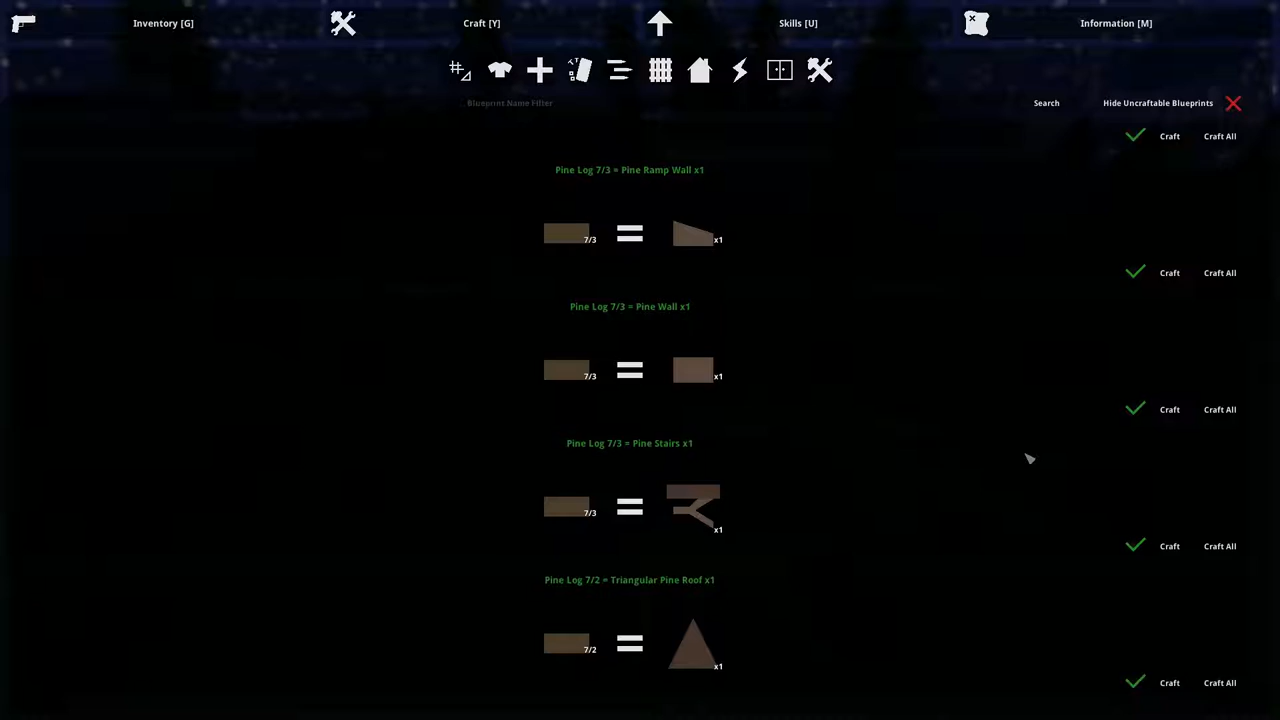 Inventory [G] Craft [Y] Skills [U] Information [M]
Blueprint Name Filter Search Hide Uncraftable Blueprints
Craft Craft All
Pine Log 7/3 = Pine Ramp Wall x1
7/3 x1
Craft Craft All
Pine Log 7/3 = Pine Wall x1
7/3 x1
Craft Craft All
Pine Log 7/3 = Pine Stairs x1
7/3 x1
Craft Craft All
Pine Log 7/2 = Triangular Pine Roof x1
7/2 x1
Craft Craft All